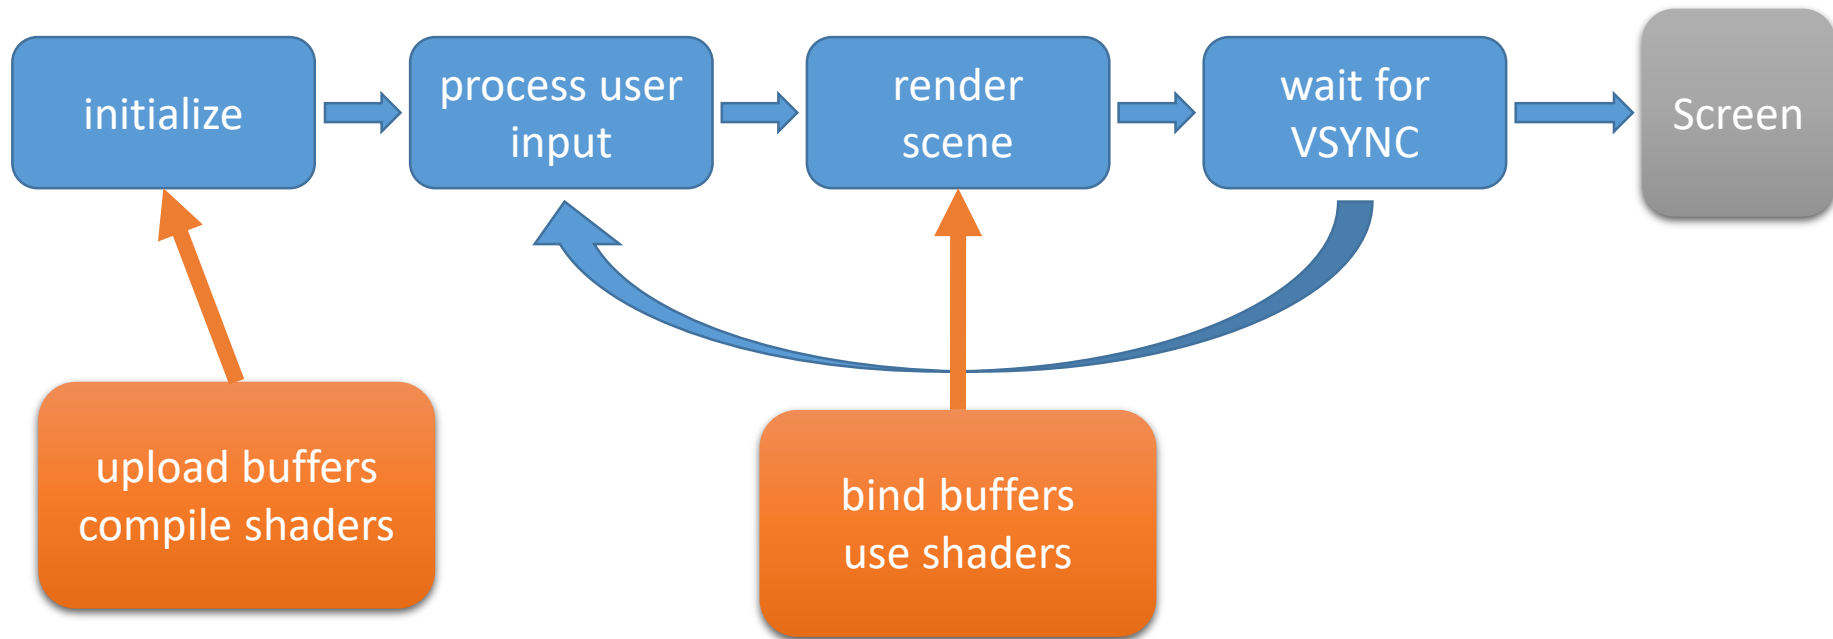 initialize
process user
input
render
scene
wait for
VSYNC
Screen
upload buffers
compile shaders
bind buffers
use shaders